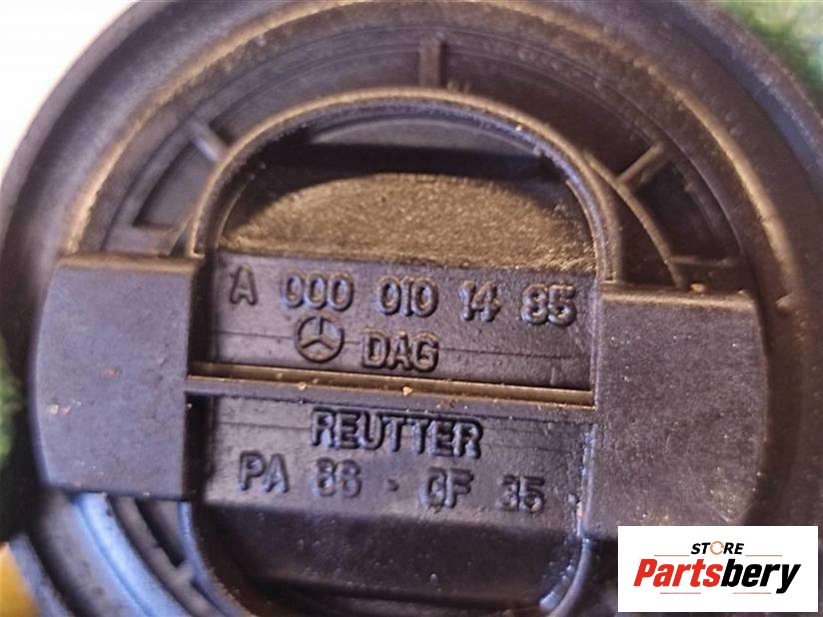 A 000 010 14 85
DAG
REUTTER
PA 66 - GF 35
STORE
Partsbery